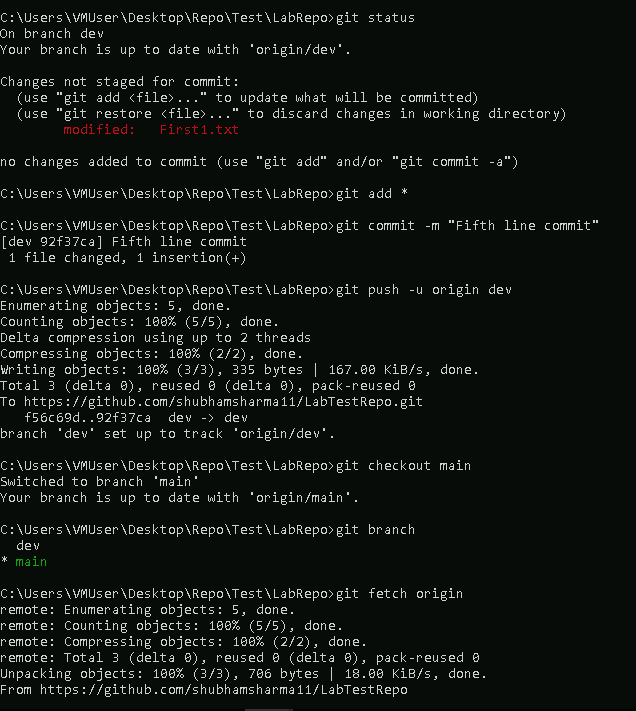 C:\Users\VMUser\Desktop\Repo\Test\LabRepo>git status
On branch dev
Your branch is up to date with 'origin/dev'.
Changes not staged for commit:
(use "git add <file>..." to update what will be committed)
(use "git restore <file>..." to discard changes in working directory)
modified: First1.txt
no changes added to commit (use "git add" and/or "git commit -a")
C:\Users\VMUser\Desktop\Repo\Test\LabRepo>git add *
C:\Users\VMUser\Desktop\Repo\Test\LabRepo>git commit -m "Fifth line commit"
[dev 92f37ca] Fifth line commit
1 file changed, 1 insertion(+)
C:\Users\VMUser\Desktop\Repo\Test\LabRepo>git push -u origin dev
Enumerating objects: 5, done.
Counting objects: 100% (5/5), done.
Delta compression using up to 2 threads
Compressing objects: 100% (2/2), done.
Writing objects: 100% (3/3), 335 bytes | 167.00 KiB/s, done.
Total 3 (delta 0), reused 0 (delta 0), pack-reused 0
To https://github.com/shubhamsharma11/LabTestRepo.git
f56c69d..92f37ca dev -> dev
branch 'dev' set up to track 'origin/dev'.
C:\Users\VMUser\Desktop\Repo\Test\LabRepo>git checkout main
Switched to branch 'main'
Your branch is up to date with 'origin/main'.
C:\Users\VMUser\Desktop\Repo\Test\LabRepo>git branch
dev
* main
C:\Users\VMUser\Desktop\Repo\Test\LabRepo>git fetch origin
remote: Enumerating objects: 5, done.
remote: Counting objects: 100% (5/5), done.
remote: Compressing objects: 100% (2/2), done.
remote: Total 3 (delta 0), reused 0 (delta 0), pack-reused 0
Unpacking objects: 100% (3/3), 706 bytes | 18.00 KiB/s, done.
From https://github.com/shubhamsharma11/LabTestRepo